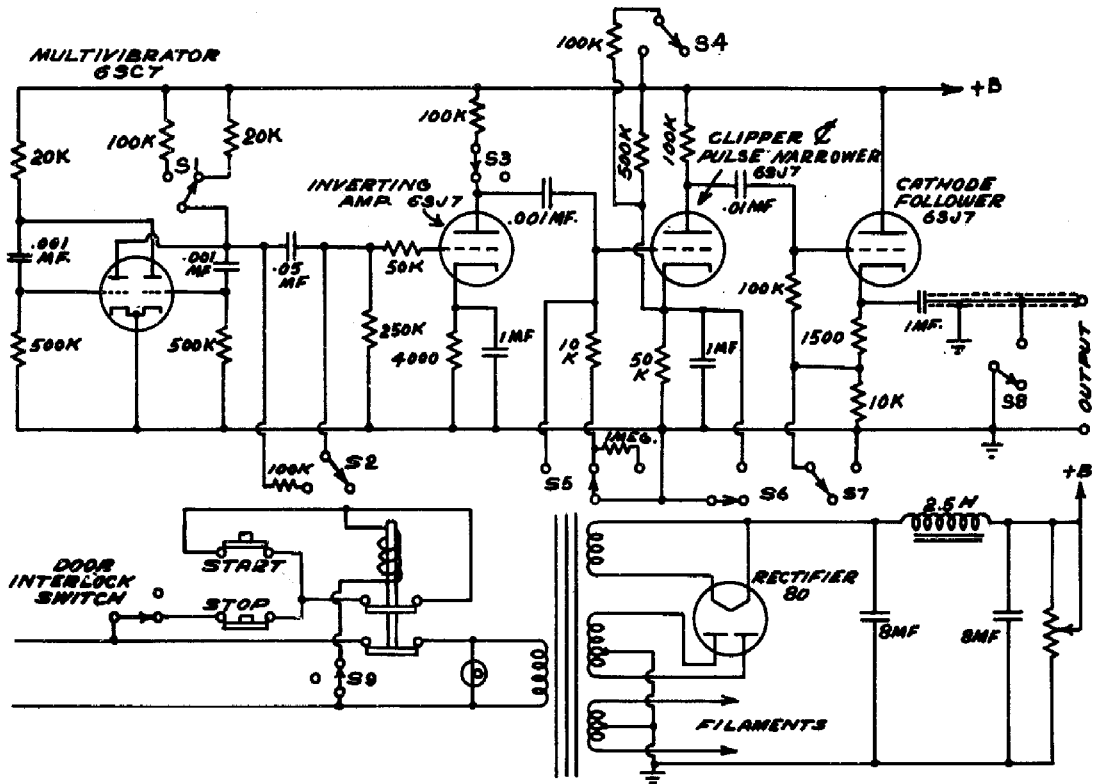 MULTIVIBRATOR
6SC7
100K
S4
+B
20K
100K
20K
S1
100K
S3
500K
100K
CLIPPER &
PULSE NARROWER
6SJ7
INVERTING
AMP. 6SJ7
.001MF.
.01MF
CATHODE
FOLLOWER
6SJ7
.001
MF.
.001
MF
.05
MF
50K
100K
1MF.
500K
500K
250K
4000
1MF
10
K
50
K
1MF
1500
10K
S8
OUTPUT
100K
S2
1MEG.
S5
S6
S7
+B
START
DOOR
INTERLOCK
SWITCH
STOP
S9
RECTIFIER
80
2.5H
8MF
8MF
FILAMENTS